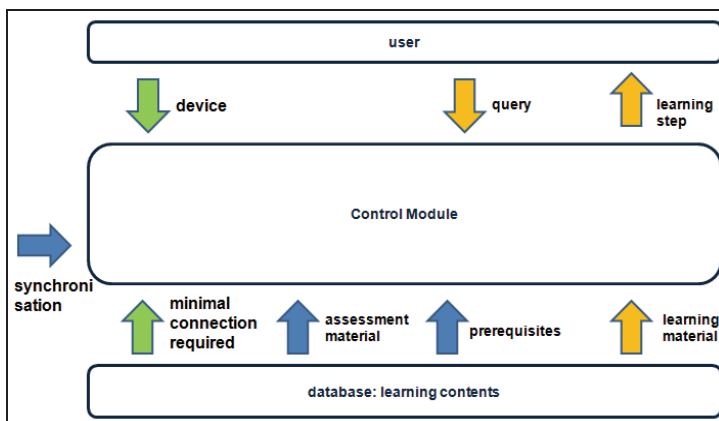 user
device
query
learning
step
Control Module
synchroni
sation
minimal
connection
required
assessment
material
prerequisites
learning
material
database: learning contents